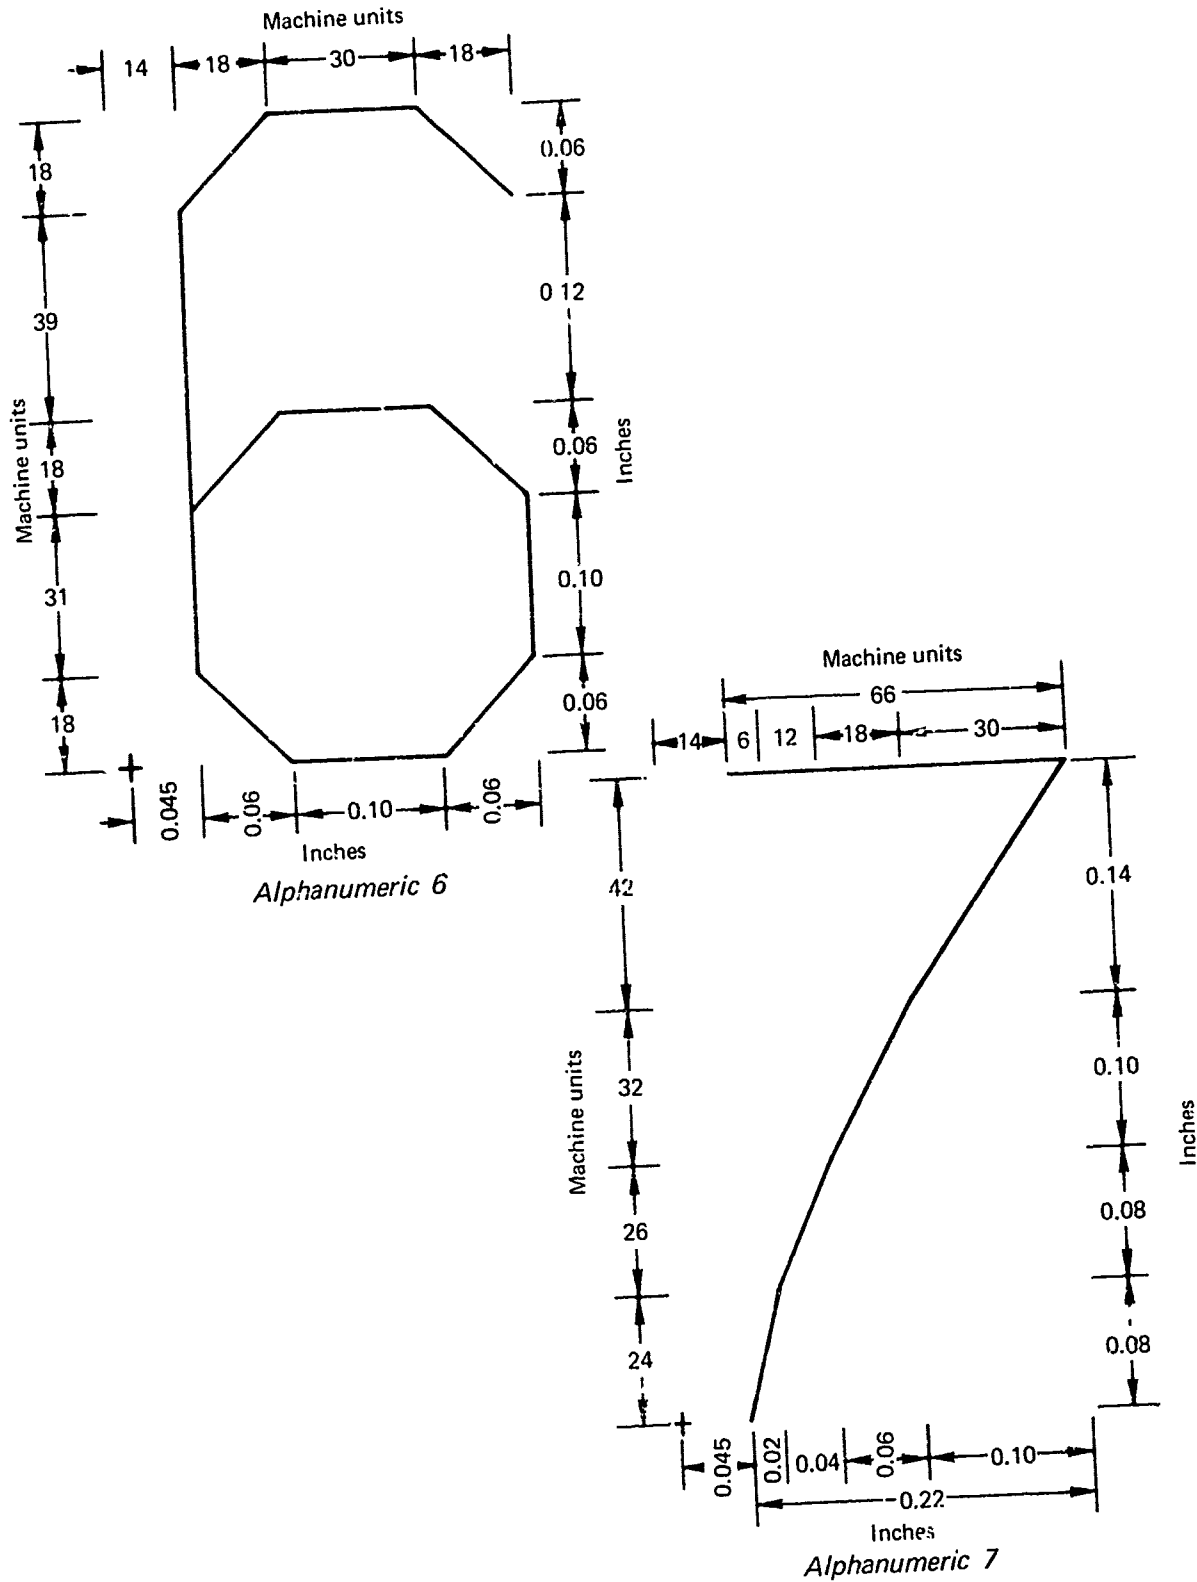 Machine units
14 18 30 18
18
0.06
39
0 12
Machine units
18
0.06
Inches
31
0.10
18
0.06
0.045 0.06 0.10 0.06
Inches
Alphanumeric 6
Machine units
66
14 6 12 18 30
42
0.14
Machine units
32
0.10
Inches
26
0.08
24
0.08
0.045 0.02 0.04 0.06 0.10
0.22
Inches
Alphanumeric 7